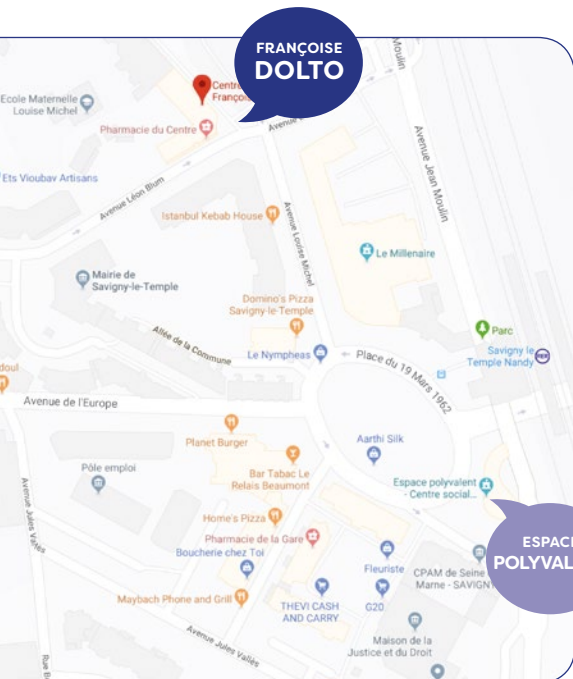 FRANÇOISE
DOLTO
Moulin
Ecole Maternelle
Louise Michel
Centre
Pharmacie du Centre
Avenue
Ets Vioubav Artisans
Avenue Léon Blum
Avenue Jean Moulin
Istanbul Kebab House
Avenue Louise Michel
Le Millenaire
Mairie de
Savigny-le-Temple
Domino's Pizza
Savigny-le-Temple
Allée de la Commune
Parc
Le Nympheas
Place du 19 Mars 1962
Savigny le
Temple Nandy
RER
Avenue de l'Europe
Planet Burger
Aarthi Silk
Pôle emploi
Bar Tabac Le
Relais Beaumont
Espace polyvalent
- Centre social...
Avenue Jules Vallès
Home's Pizza
Pharmacie de la Gare
Boucherie chez Toi
ESPACE
POLYVAL
Fleuriste
CPAM de Seine
Marne - SAVIGN
Maybach Phone and Grill
THEVI CASH
AND CARRY
G20
Avenue Jules Vallès
Maison de la
Justice et du Droit